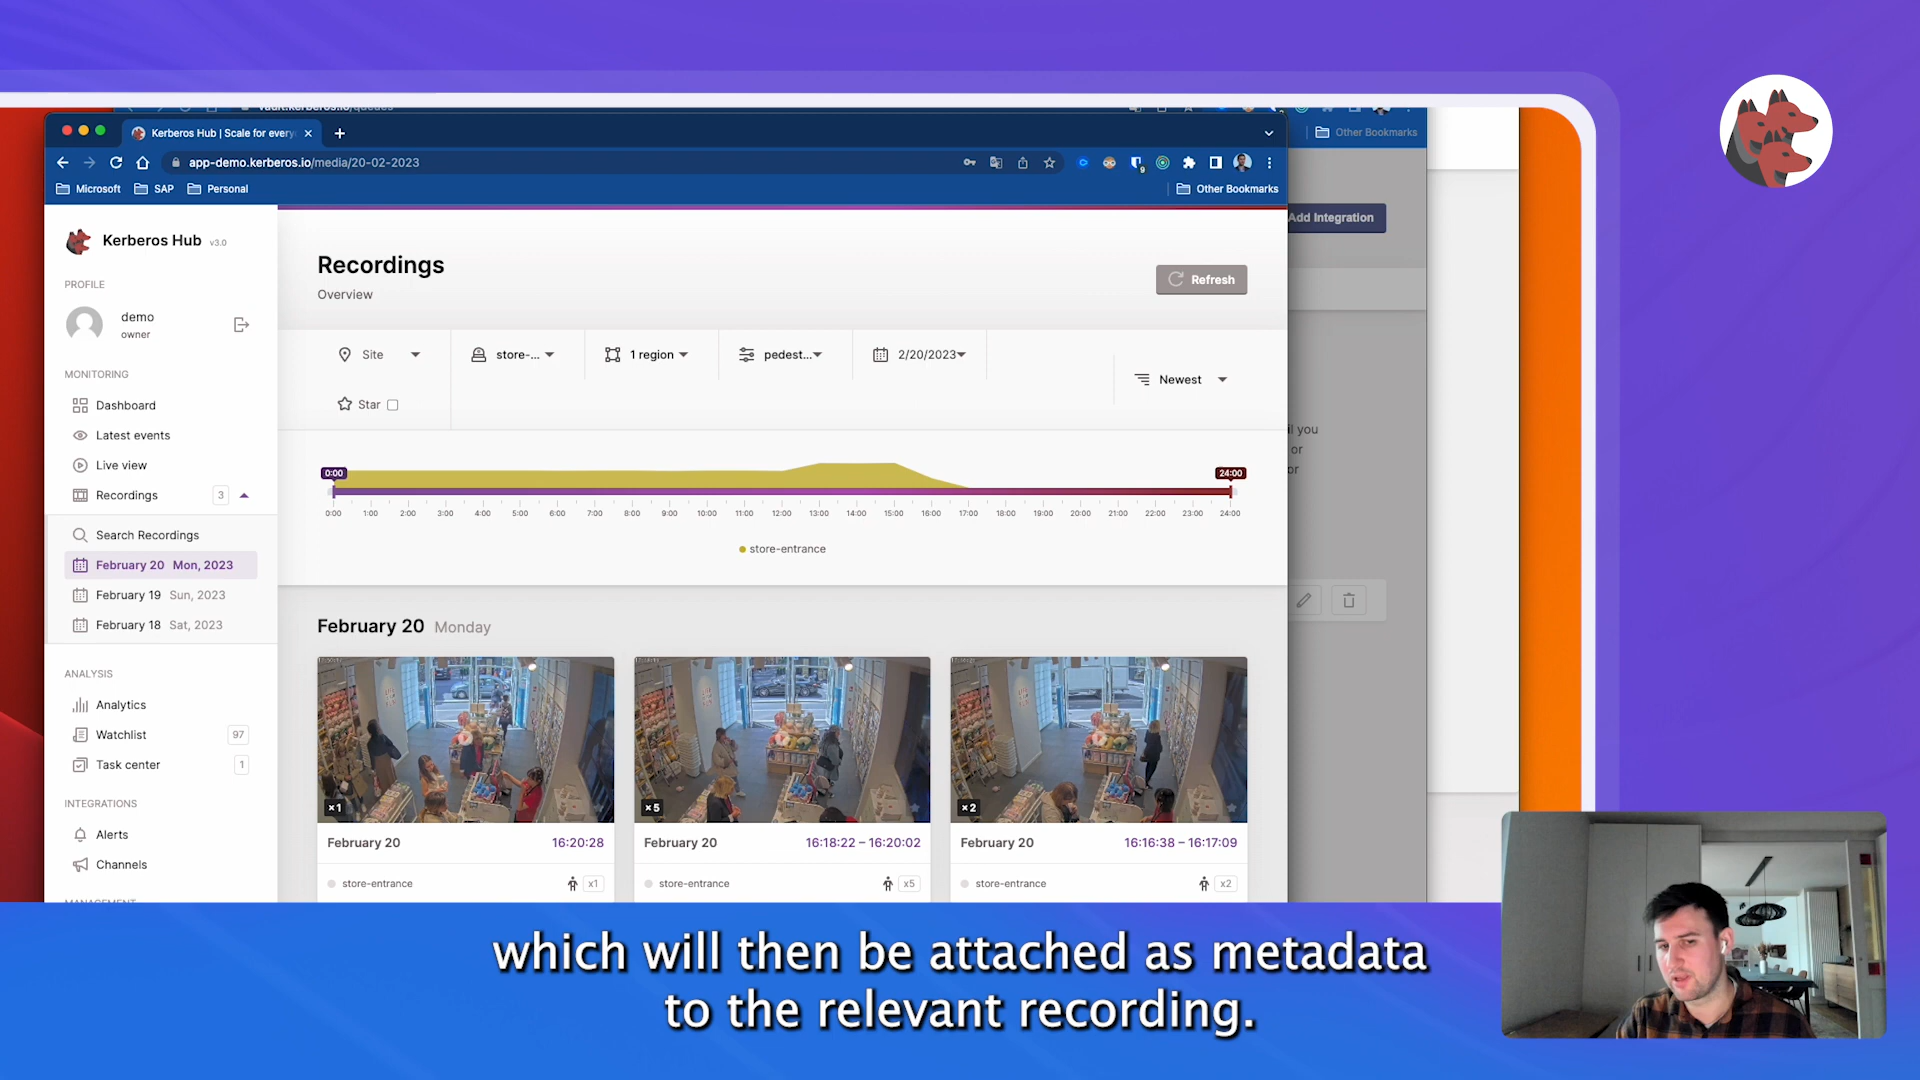 Kerberos Hub | Scale for every
app-demo.kerberos.io/media/20-02-2023
Microsoft
SAP
Personal
Other Bookmarks
Other Bookmarks
Add Integration
Kerberos Hub v3.0
PROFILE
demo
owner
MONITORING
Dashboard
Latest events
Live view
Recordings 3
Search Recordings
February 20 Mon, 2023
February 19 Sun, 2023
February 18 Sat, 2023
ANALYSIS
Analytics
Watchlist 97
Task center 1
INTEGRATIONS
Alerts
Channels
Recordings
Overview
Refresh
Site
store-...
1 region
pedest...
2/20/2023
Star
Newest
0:00
24:00
0:00 1:00 2:00 3:00 4:00 5:00 6:00 7:00 8:00 9:00 10:00 11:00 12:00 13:00 14:00 15:00 16:00 17:00 18:00 19:00 20:00 21:00 22:00 23:00 24:00
store-entrance
il you
or
February 20 Monday
×1
×5
×2
February 20 16:20:28
February 20 16:18:22 – 16:20:02
February 20 16:16:38 – 16:17:09
store-entrance x1
store-entrance x5
store-entrance x2
which will then be attached as metadata
to the relevant recording.